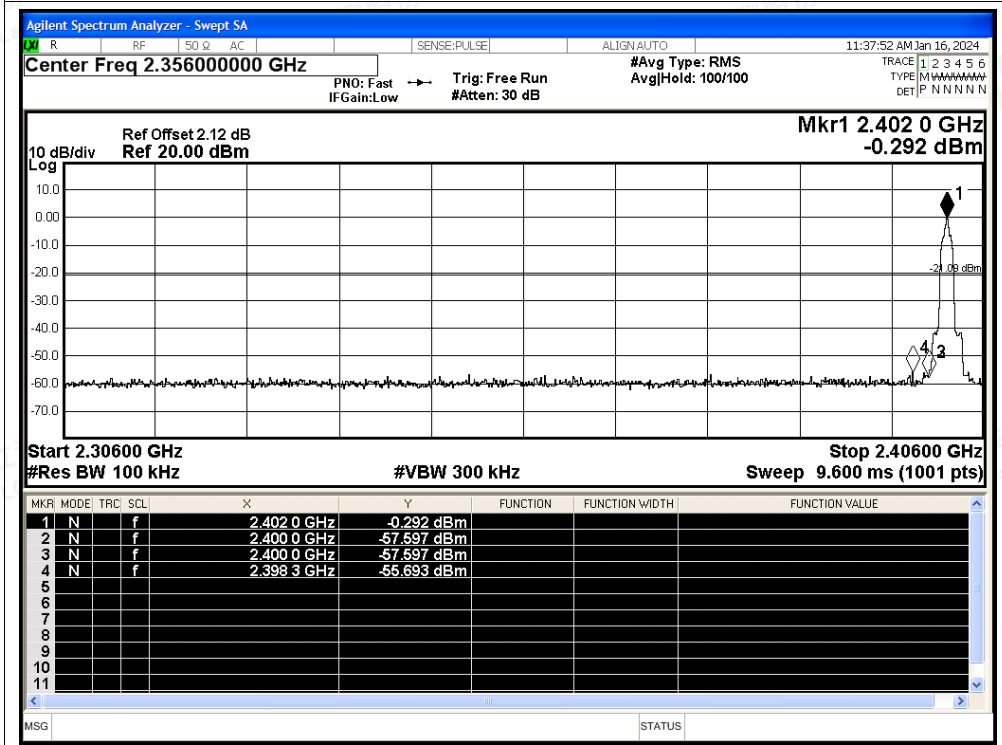 Agilent Spectrum Analyzer - Swept SA
LXI R RF 50 Ω AC SENSE:PULSE ALIGN AUTO 11:37:52 AM Jan 16, 2024
Center Freq 2.356000000 GHz
PNO: Fast
IFGain:Low
Trig: Free Run
#Atten: 30 dB
#Avg Type: RMS
Avg|Hold: 100/100
TRACE 1 2 3 4 5 6
TYPE M
DET P N N N N N
Mkr1 2.402 0 GHz
-0.292 dBm
Ref Offset 2.12 dB
10 dB/div Ref 20.00 dBm
Log
10.0
0.00
-10.0
-20.0
-30.0
-40.0
-50.0
-60.0
-70.0
1
-21.09 dBm
4 3
Start 2.30600 GHz Stop 2.40600 GHz
#Res BW 100 kHz #VBW 300 kHz Sweep 9.600 ms (1001 pts)
MKR MODE TRC SCL X Y FUNCTION FUNCTION WIDTH FUNCTION VALUE
1 N f 2.402 0 GHz -0.292 dBm
2 N f 2.400 0 GHz -57.597 dBm
3 N f 2.400 0 GHz -57.597 dBm
4 N f 2.398 3 GHz -55.693 dBm
5
6
7
8
9
10
11
MSG STATUS